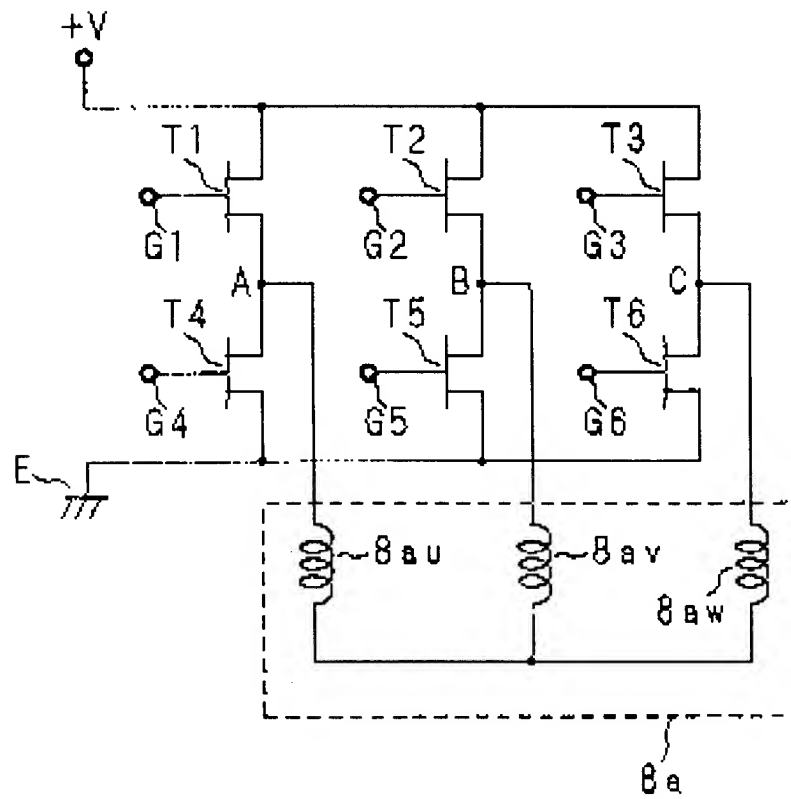 +V
T1 T2 T3
G1 G2 G3
A B C
T4 T5 T6
G4 G5 G6
E
8au 8av
8aw
8a